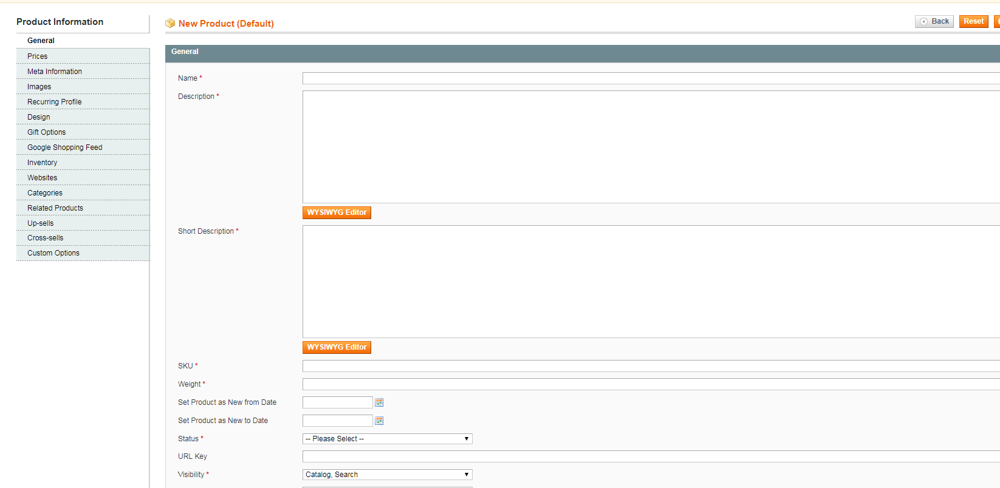 Product Information
General
Prices
Meta Information
Images
Recurring Profile
Design
Gift Options
Google Shopping Feed
Inventory
Websites
Categories
Related Products
Up-sells
Cross-sells
Custom Options
New Product (Default)
Back Reset
General
Name *
Description *
WYSIWYG Editor
Short Description *
WYSIWYG Editor
SKU *
Weight *
Set Product as New from Date
Set Product as New to Date
Status * -- Please Select --
URL Key
Visibility * Catalog, Search